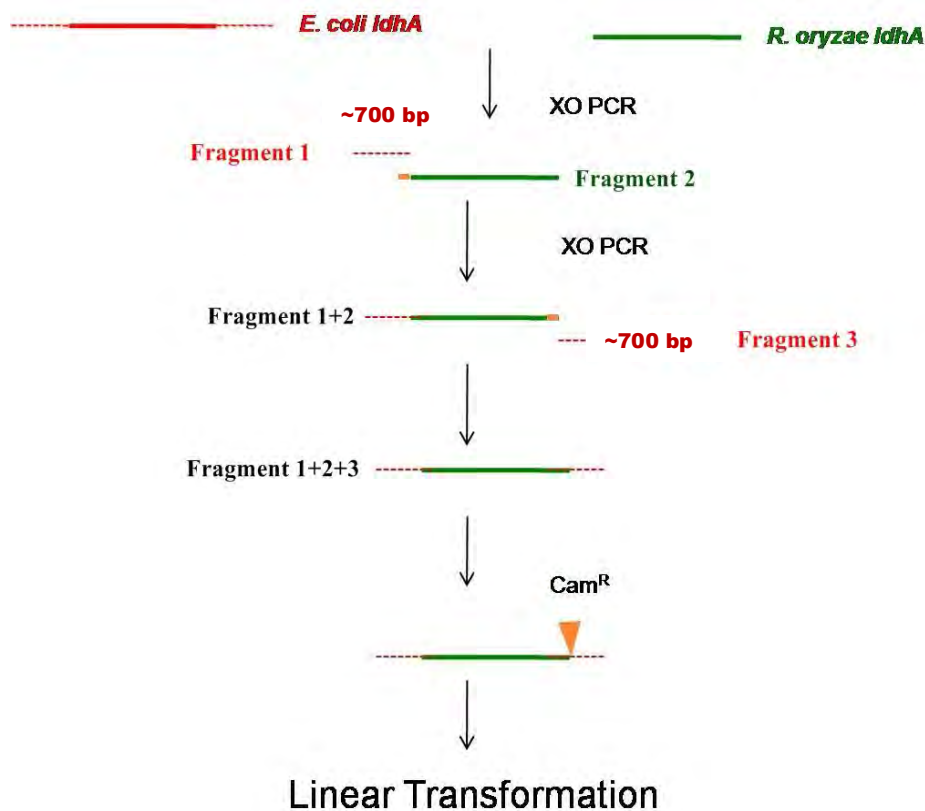 E. coli ldhA
R. oryzae ldhA
XO PCR
~700 bp
Fragment 1
Fragment 2
XO PCR
Fragment 1+2
~700 bp Fragment 3
Fragment 1+2+3
Camᴿ
Linear Transformation